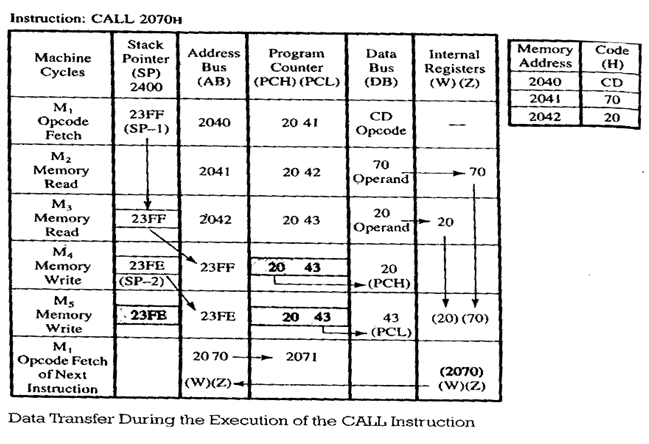 Instruction: CALL 2070H
Machine Cycles
Stack Pointer (SP) 2400
Address Bus (AB)
Program Counter (PCH) (PCL)
Data Bus (DB)
Internal Registers (W) (Z)
M1 Opcode Fetch
23FF (SP–1)
2040
20 41
CD Opcode
—
M2 Memory Read
2041
20 42
70 Operand
70
M3 Memory Read
23FF
2042
20 43
20 Operand
20
M4 Memory Write
23FE (SP–2)
23FF
20 43
20 (PCH)
M5 Memory Write
23FE
23FE
20 43
43 (PCL)
(20) (70)
M1 Opcode Fetch of Next Instruction
2070
2071
(W)(Z)
(2070) (W)(Z)
Memory Address
Code (H)
2040
CD
2041
70
2042
20
Data Transfer During the Execution of the CALL Instruction